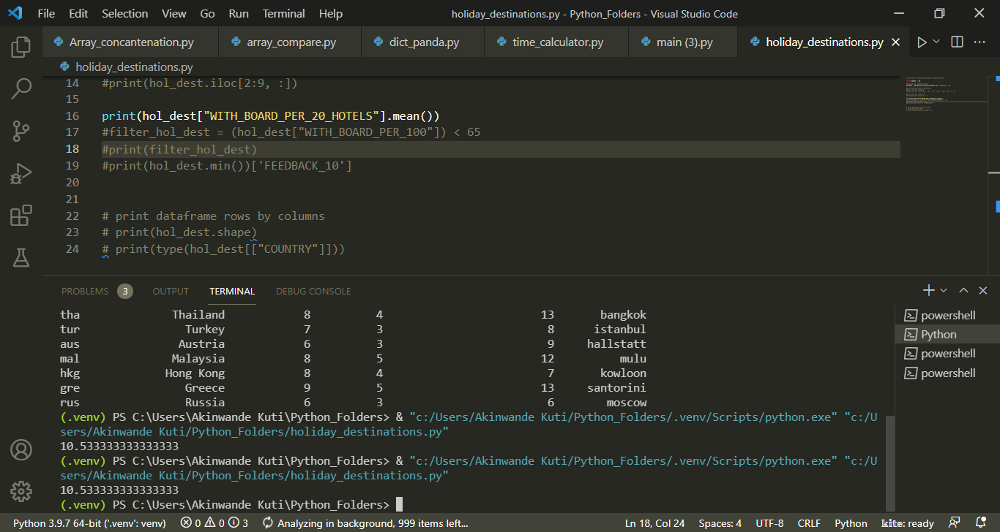 File Edit Selection View Go Run Terminal Help holiday_destinations.py - Python_Folders - Visual Studio Code
Array_concantenation.py array_compare.py dict_panda.py time_calculator.py main (3).py holiday_destinations.py
holiday_destinations.py
14 #print(hol_dest.iloc[2:9, :])
15
16 print(hol_dest["WITH_BOARD_PER_20_HOTELS"].mean())
17 #filter_hol_dest = (hol_dest["WITH_BOARD_PER_100"]) < 65
18 #print(filter_hol_dest)
19 #print(hol_dest.min())['FEEDBACK_10']
20
21
22 # print dataframe rows by columns
23 # print(hol_dest.shape)
24 # print(type(hol_dest[["COUNTRY"]]))
PROBLEMS 3 OUTPUT TERMINAL DEBUG CONSOLE
tha Thailand 8 4 13 bangkok
tur Turkey 7 3 8 istanbul
aus Austria 6 3 9 hallstatt
mal Malaysia 8 5 12 mulu
hkg Hong Kong 8 4 7 kowloon
gre Greece 9 5 13 santorini
rus Russia 6 3 6 moscow
(.venv) PS C:\Users\Akinwande Kuti\Python_Folders> & "c:/Users/Akinwande Kuti/Python_Folders/.venv/Scripts/python.exe" "c:/U
sers/Akinwande Kuti/Python_Folders/holiday_destinations.py"
10.533333333333333
(.venv) PS C:\Users\Akinwande Kuti\Python_Folders> & "c:/Users/Akinwande Kuti/Python_Folders/.venv/Scripts/python.exe" "c:/U
sers/Akinwande Kuti/Python_Folders/holiday_destinations.py"
10.533333333333333
(.venv) PS C:\Users\Akinwande Kuti\Python_Folders>
powershell
Python
powershell
powershell
Python 3.9.7 64-bit ('.venv': venv) 0 0 3 Analyzing in background, 999 items left... Ln 18, Col 24 Spaces: 4 UTF-8 CRLF Python kite: ready